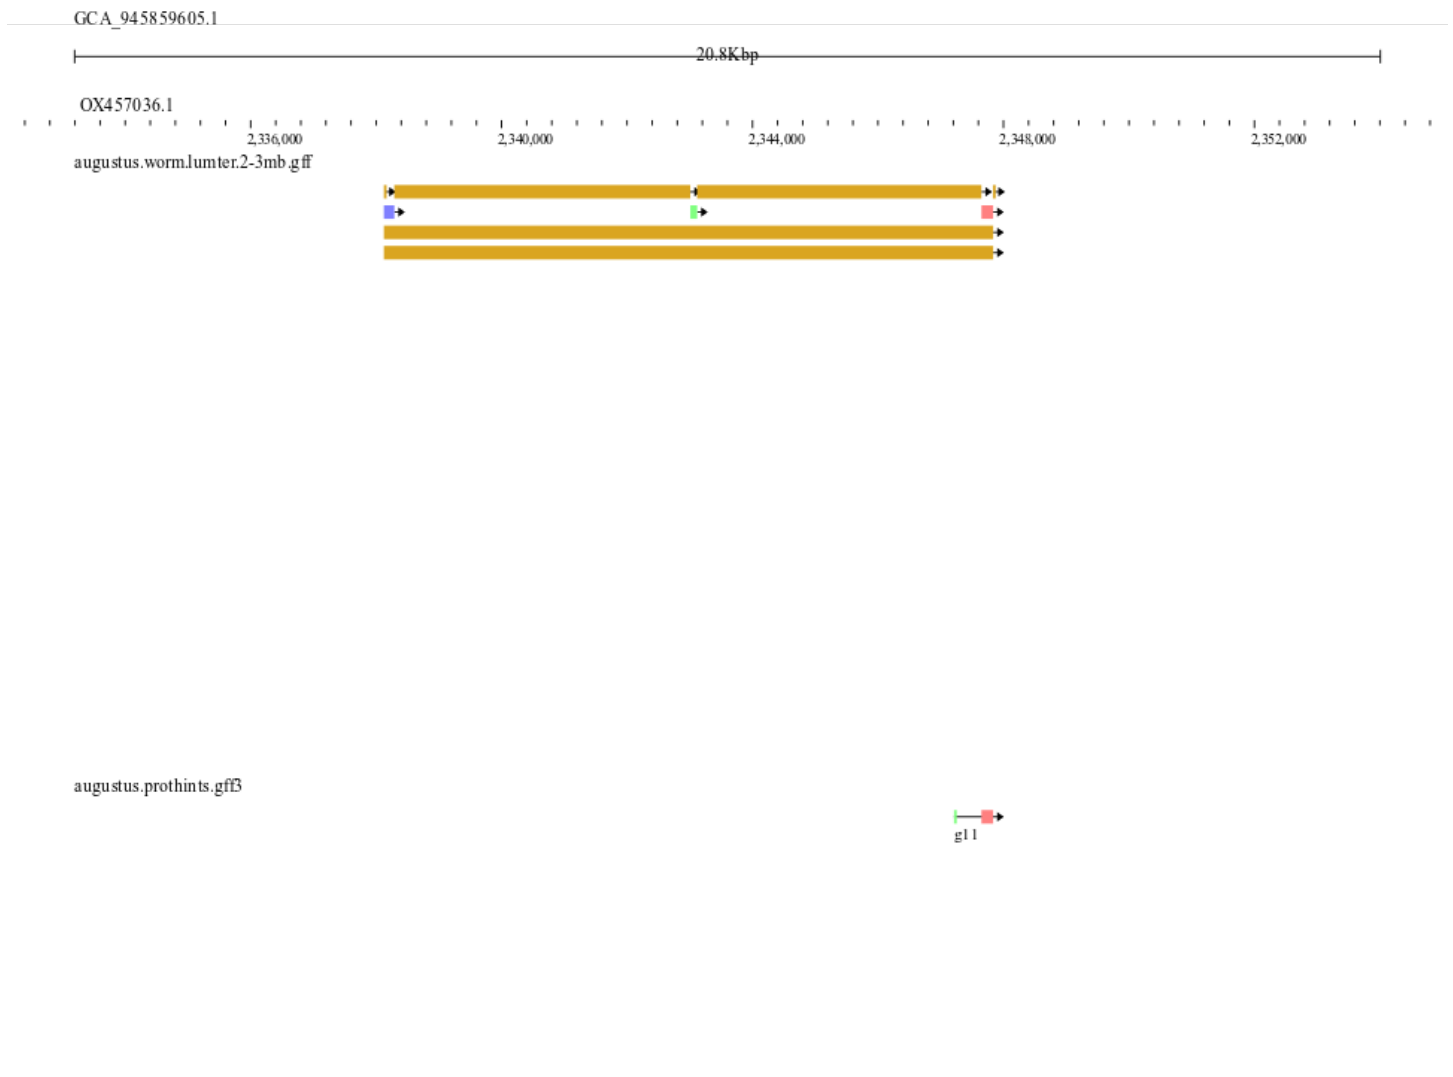 GCA_945859605.1
20.8Kbp
OX457036.1
2,336,000 2,340,000 2,344,000 2,348,000 2,352,000
augustus.worm.lumter.2-3mb.gff
augustus.prothints.gff3
g11